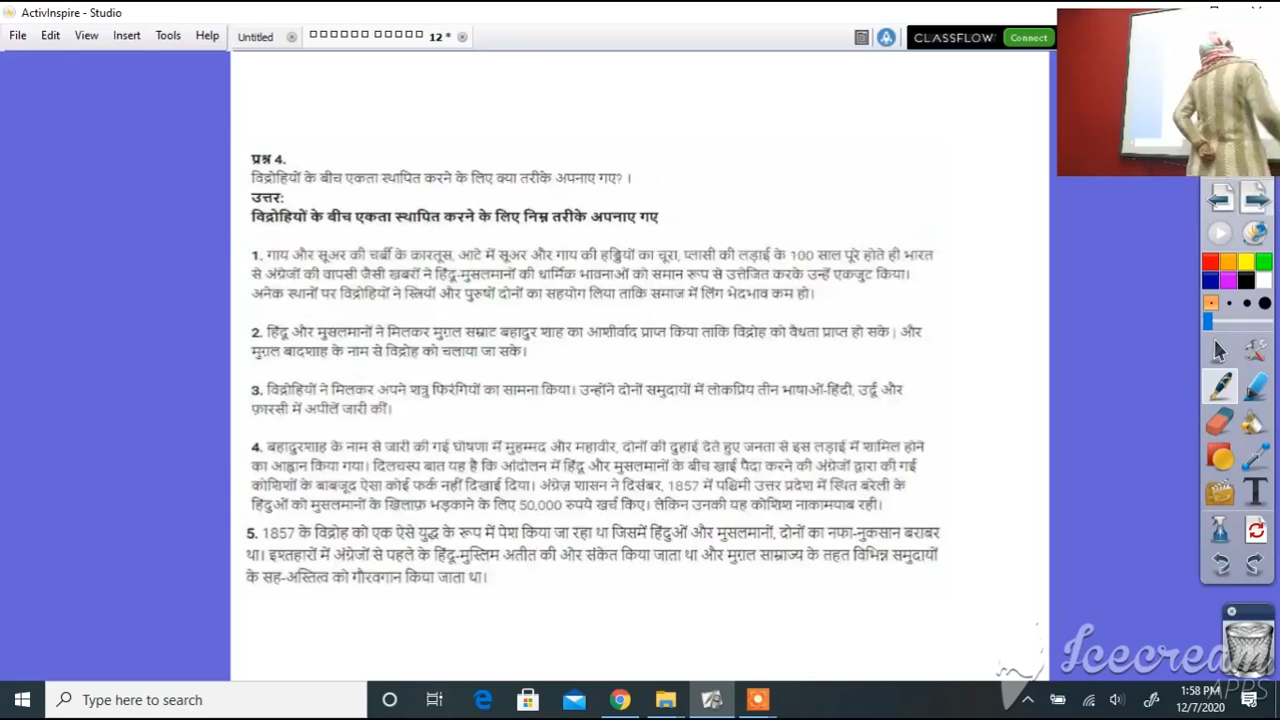 ActivInspire - Studio
File Edit View Insert Tools Help
Untitled
12 *
CLASSFLOW
Connect
प्रश्न 4.
विद्रोहियों के बीच एकता स्थापित करने के लिए क्या तरीके अपनाए गए? ।
उत्तर:
विद्रोहियों के बीच एकता स्थापित करने के लिए निम्न तरीके अपनाए गए
1. गाय और सूअर की चर्बी के कारतूस, आटे में सूअर और गाय की हड्डियों का चूरा, प्लासी की लड़ाई के 100 साल पूरे होते ही भारत
से अंग्रेजों की वापसी जैसी खबरों ने हिंदू-मुसलमानों की धार्मिक भावनाओं को समान रूप से उत्तेजित करके उन्हें एकजुट किया।
अनेक स्थानों पर विद्रोहियों ने स्त्रियों और पुरुषों दोनों का सहयोग लिया ताकि समाज में लिंग भेदभाव कम हो।
2. हिंदू और मुसलमानों ने मिलकर मुग़ल सम्राट बहादुर शाह का आशीर्वाद प्राप्त किया ताकि विद्रोह को वैधता प्राप्त हो सके। और
मुग़ल बादशाह के नाम से विद्रोह को चलाया जा सके।
3. विद्रोहियों ने मिलकर अपने शत्रु फिरंगियों का सामना किया। उन्होंने दोनों समुदायों में लोकप्रिय तीन भाषाओं-हिंदी, उर्दू और
फ़ारसी में अपीलें जारी कीं।
4. बहादुरशाह के नाम से जारी की गई घोषणा में मुहम्मद और महावीर, दोनों की दुहाई देते हुए जनता से इस लड़ाई में शामिल होने
का आह्वान किया गया। दिलचस्प बात यह है कि आंदोलन में हिंदू और मुसलमानों के बीच खाई पैदा करने की अंग्रेजों द्वारा की गई
कोशिशों के बाबजूद ऐसा कोई फर्क नहीं दिखाई दिया। अंग्रेज़ शासन ने दिसंबर, 1857 में पश्चिमी उत्तर प्रदेश में स्थित बरेली के
हिंदुओं को मुसलमानों के खिलाफ़ भड़काने के लिए 50,000 रुपये खर्च किए। लेकिन उनकी यह कोशिश नाकामयाब रही।
5. 1857 के विद्रोह को एक ऐसे युद्ध के रूप में पेश किया जा रहा था जिसमें हिंदुओं और मुसलमानों, दोनों का नफा-नुकसान बराबर
था। इश्तहारों में अंग्रेजों से पहले के हिंदू-मुस्लिम अतीत की ओर संकेत किया जाता था और मुग़ल साम्राज्य के तहत विभिन्न समुदायों
के सह-अस्तित्व को गौरवगान किया जाता था।
Icecream
APPS
Type here to search
1:58 PM
12/7/2020